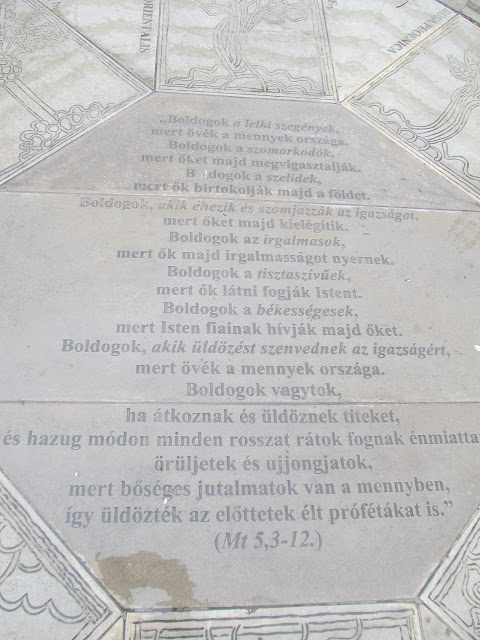 ORIENTALIS
„Boldogok a lelki szegények,
mert övék a mennyek országa.
Boldogok a szomorkodók,
mert őket majd megvigasztalják.
B ldogok a szelídek,
mert ők birtokolják majd a földet.
Boldogok, akik éhezik és szomjazzák az igazságot,
mert őket majd kielégítik.
Boldogok az irgalmasok,
mert ők majd irgalmasságot nyernek.
Boldogok a tisztaszívűek,
mert ők látni fogják Istent.
Boldogok a békességesek,
mert Isten fiainak hívják majd őket.
Boldogok, akik üldözést szenvednek az igazságért,
mert övék a mennyek országa.
Boldogok vagytok,
ha átkoznak és üldöznek titeket,
és hazug módon minden rosszat rátok fognak énmiatta
örüljetek és ujjongjatok,
mert bőséges jutalmatok van a mennyben,
így üldözték az előttetek élt prófétákat is.”
(Mt 5,3-12.)